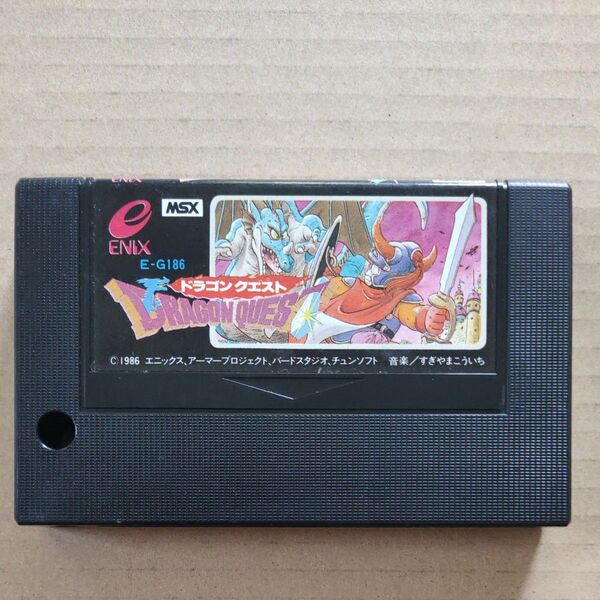 ENIX
MSX
E-G186
ドラゴンクエスト
DRAGON QUEST
©1986 エニックス、アーマープロジェクト、バードスタジオ、チュンソフト 音楽／すぎやまこういち